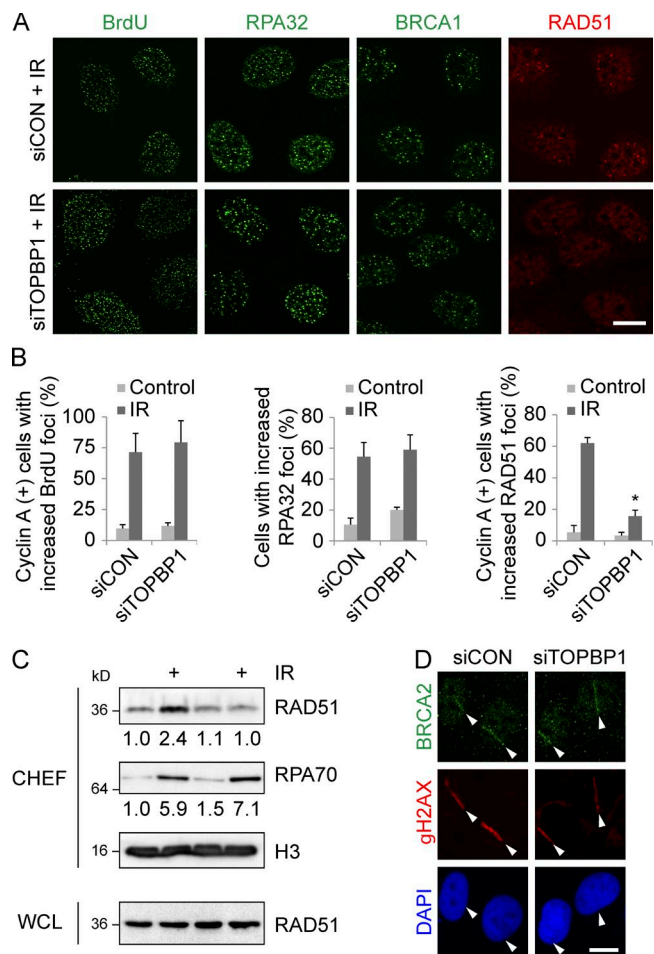 A
BrdU RPA32 BRCA1 RAD51
siCON + IR
siTOPBP1 + IR
B
Cyclin A (+) cells with
increased BrdU foci (%)
100
75
50
25
0
Control
IR
siCON
siTOPBP1
Cells with increased
RPA32 foci (%)
80
60
40
20
0
Control
IR
siCON
siTOPBP1
Cyclin A (+) cells with
increased RAD51 foci (%)
80
60
40
20
0
Control
IR
*
siCON
siTOPBP1
C
kD + + IR
36 RAD51
1.0 2.4 1.1 1.0
CHEF
64 RPA70
1.0 5.9 1.5 7.1
16 H3
WCL 36 RAD51
D
siCON siTOPBP1
BRCA2
gH2AX
DAPI